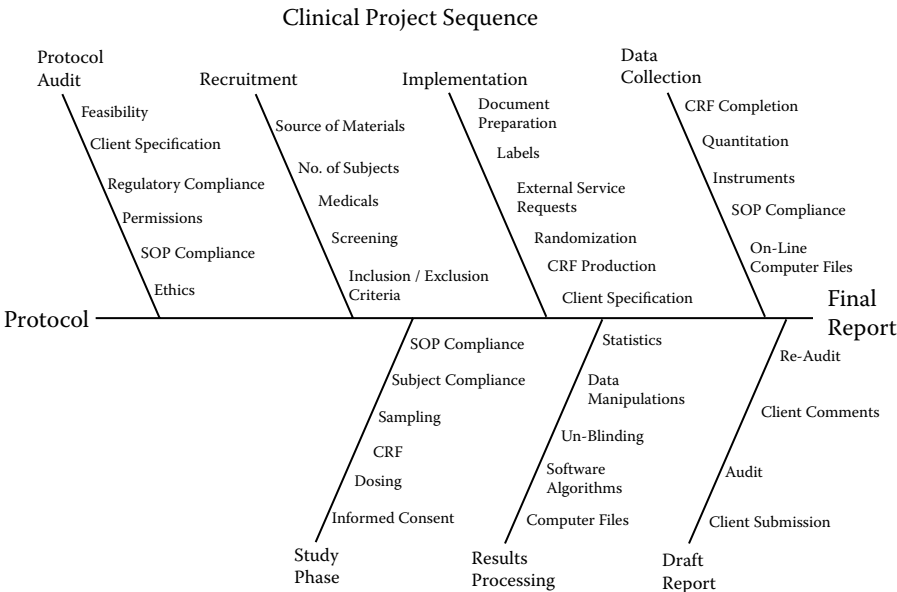 Clinical Project Sequence
Protocol
Audit
Feasibility
Client Specification
Regulatory Compliance
Permissions
SOP Compliance
Ethics
Recruitment
Source of Materials
No. of Subjects
Medicals
Screening
Inclusion / Exclusion
Criteria
Implementation
Document
Preparation
Labels
External Service
Requests
Randomization
CRF Production
Client Specification
Data
Collection
CRF Completion
Quantitation
Instruments
SOP Compliance
On-Line
Computer Files
Protocol
Final
Report
SOP Compliance
Subject Compliance
Sampling
CRF
Dosing
Informed Consent
Study
Phase
Statistics
Data
Manipulations
Un-Blinding
Software
Algorithms
Computer Files
Results
Processing
Re-Audit
Client Comments
Audit
Client Submission
Draft
Report